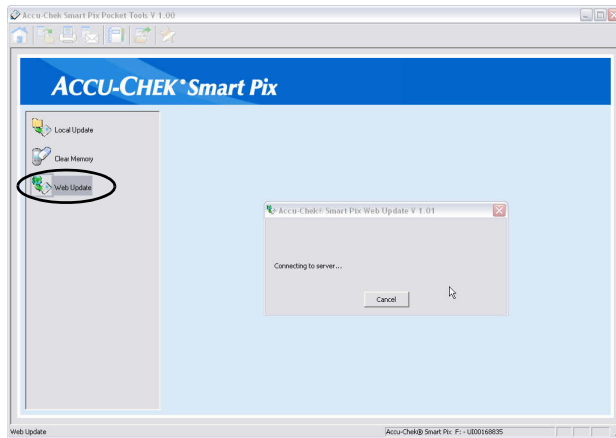 Accu-Chek Smart Pix Pocket Tools V 1.00
ACCU-CHEK® Smart Pix
Local Update
Clear Memory
Web Update
Accu-Chek® Smart Pix Web Update V 1.01
Connecting to server...
Cancel
Web Update
Accu-Chek® Smart Pix F: - UI00168835